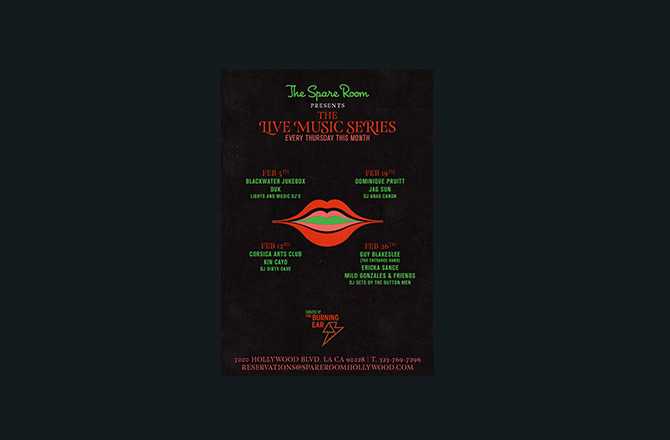 The Spare Room
PRESENTS
THE
LIVE MUSIC SERIES
EVERY THURSDAY THIS MONTH
FEB 5TH
BLACKWATER JUKEBOX
DUK
LIGHTS AND MUSIC DJ'S
FEB 19TH
DOMINIQUE PRUITT
JAG SUN
DJ ANAS CANON
FEB 12TH
CORSICA ARTS CLUB
KIN CAYO
DJ DIRTY DAVE
FEB 26TH
GUY BLAKESLEE
(THE ENTRANCE BAND)
ERICKA SANCE
MILO GONZALES & FRIENDS
DJ SETS BY THE DUTTON MEN
CURATED BY
THE BURNING
EAR
7000 HOLLYWOOD BLVD. LA CA 90028 | T. 323-769-7296
RESERVATIONS@SPAREROOMHOLLYWOOD.COM